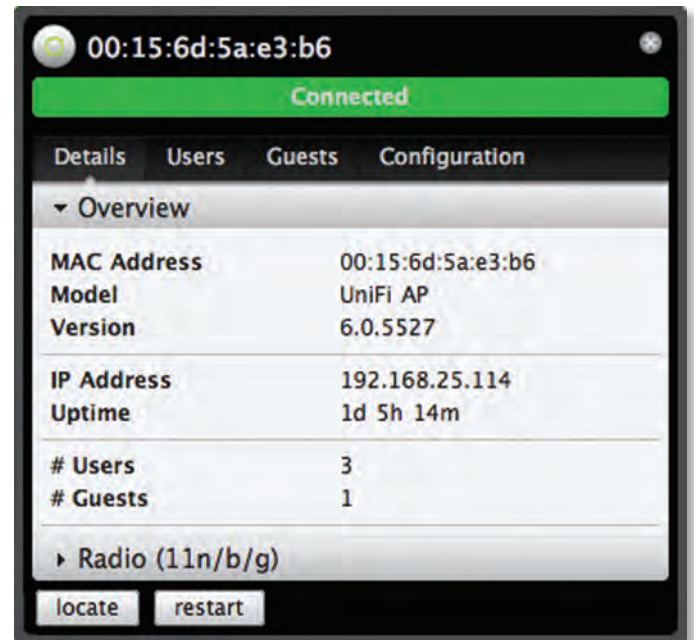 00:15:6d:5a:e3:b6
Connected
Details Users Guests Configuration
Overview
MAC Address 00:15:6d:5a:e3:b6
Model UniFi AP
Version 6.0.5527
IP Address 192.168.25.114
Uptime 1d 5h 14m
# Users 3
# Guests 1
Radio (11n/b/g)
locate restart